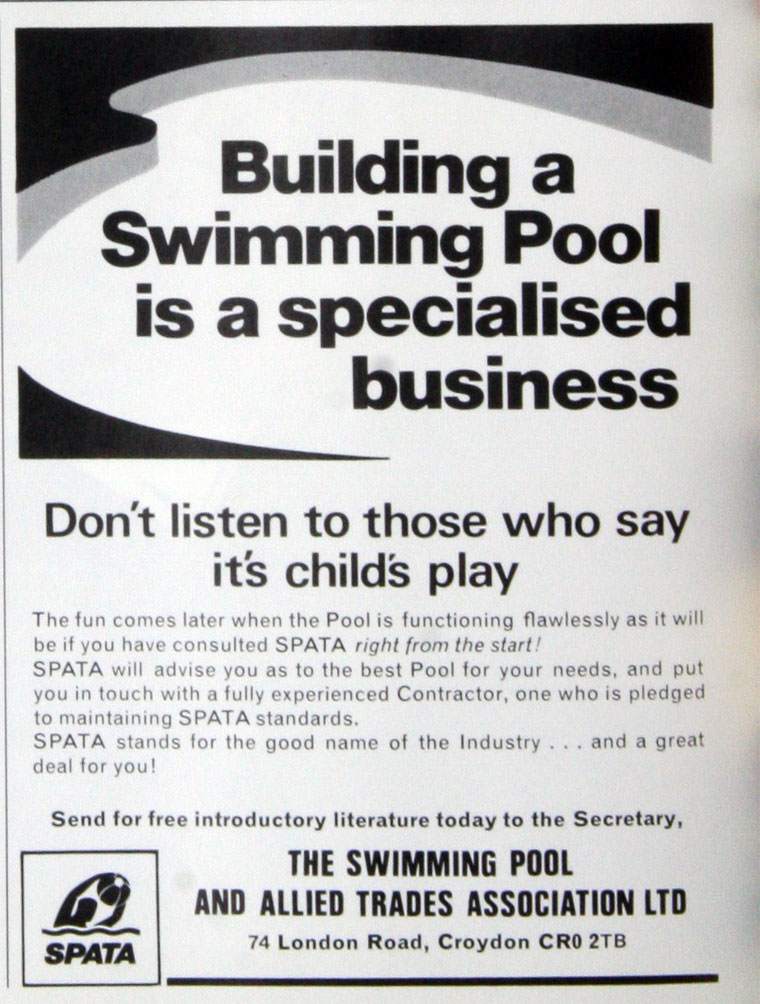 Building a
Swimming Pool
is a specialised
business
Don't listen to those who say
it's child's play
The fun comes later when the Pool is functioning flawlessly as it will
be if you have consulted SPATA right from the start!
SPATA will advise you as to the best Pool for your needs, and put
you in touch with a fully experienced Contractor, one who is pledged
to maintaining SPATA standards.
SPATA stands for the good name of the Industry . . . and a great
deal for you!
Send for free introductory literature today to the Secretary,
THE SWIMMING POOL
AND ALLIED TRADES ASSOCIATION LTD
74 London Road, Croydon CR0 2TB
SPATA